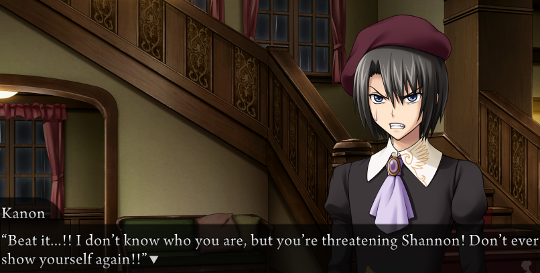 Kanon
“Beat it...!! I don’t know who you are, but you’re threatening Shannon! Don’t ever
show yourself again!!”▼